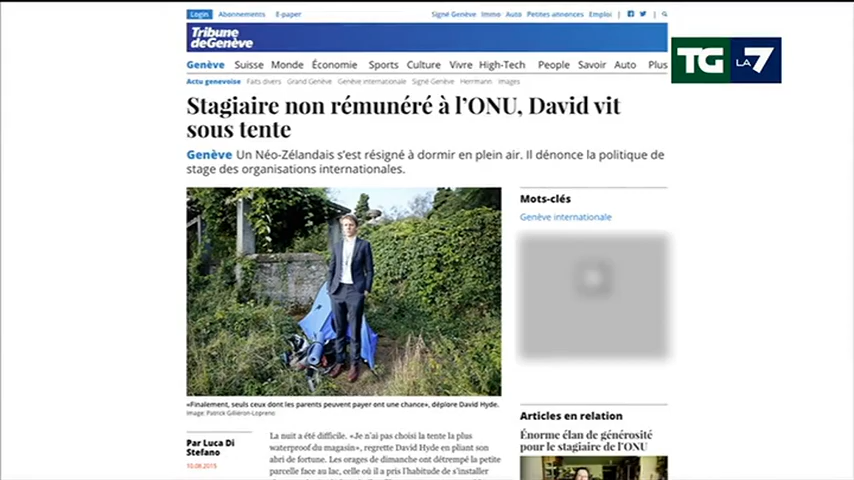 Login Abonnements E-paper Signé Genève Immo Auto Petites annonces Emploi
Tribune
deGenève
TG LA7
Genève Suisse Monde Économie Sports Culture Vivre High-Tech People Savoir Auto Plus
Actu genevoise Faits divers Grand Genève Genève internationale Signé Genève Herrmann Images
Stagiaire non rémunéré à l'ONU, David vit
sous tente
Genève Un Néo-Zélandais s'est résigné à dormir en plein air. Il dénonce la politique de
stage des organisations internationales.
Mots-clés
Genève internationale
«Finalement, seuls ceux dont les parents peuvent payer ont une chance», déplore David Hyde.
Image: Patrick Gilliéron-Lopreno
Par Luca Di
Stefano
10.08.2015
La nuit a été difficile. «Je n'ai pas choisi la tente la plus
waterproof du magasin», regrette David Hyde en pliant son
abri de fortune. Les orages de dimanche ont détrempé la petite
parcelle face au lac, celle où il a pris l'habitude de s'installer
Articles en relation
Énorme élan de générosité
pour le stagiaire de l'ONU